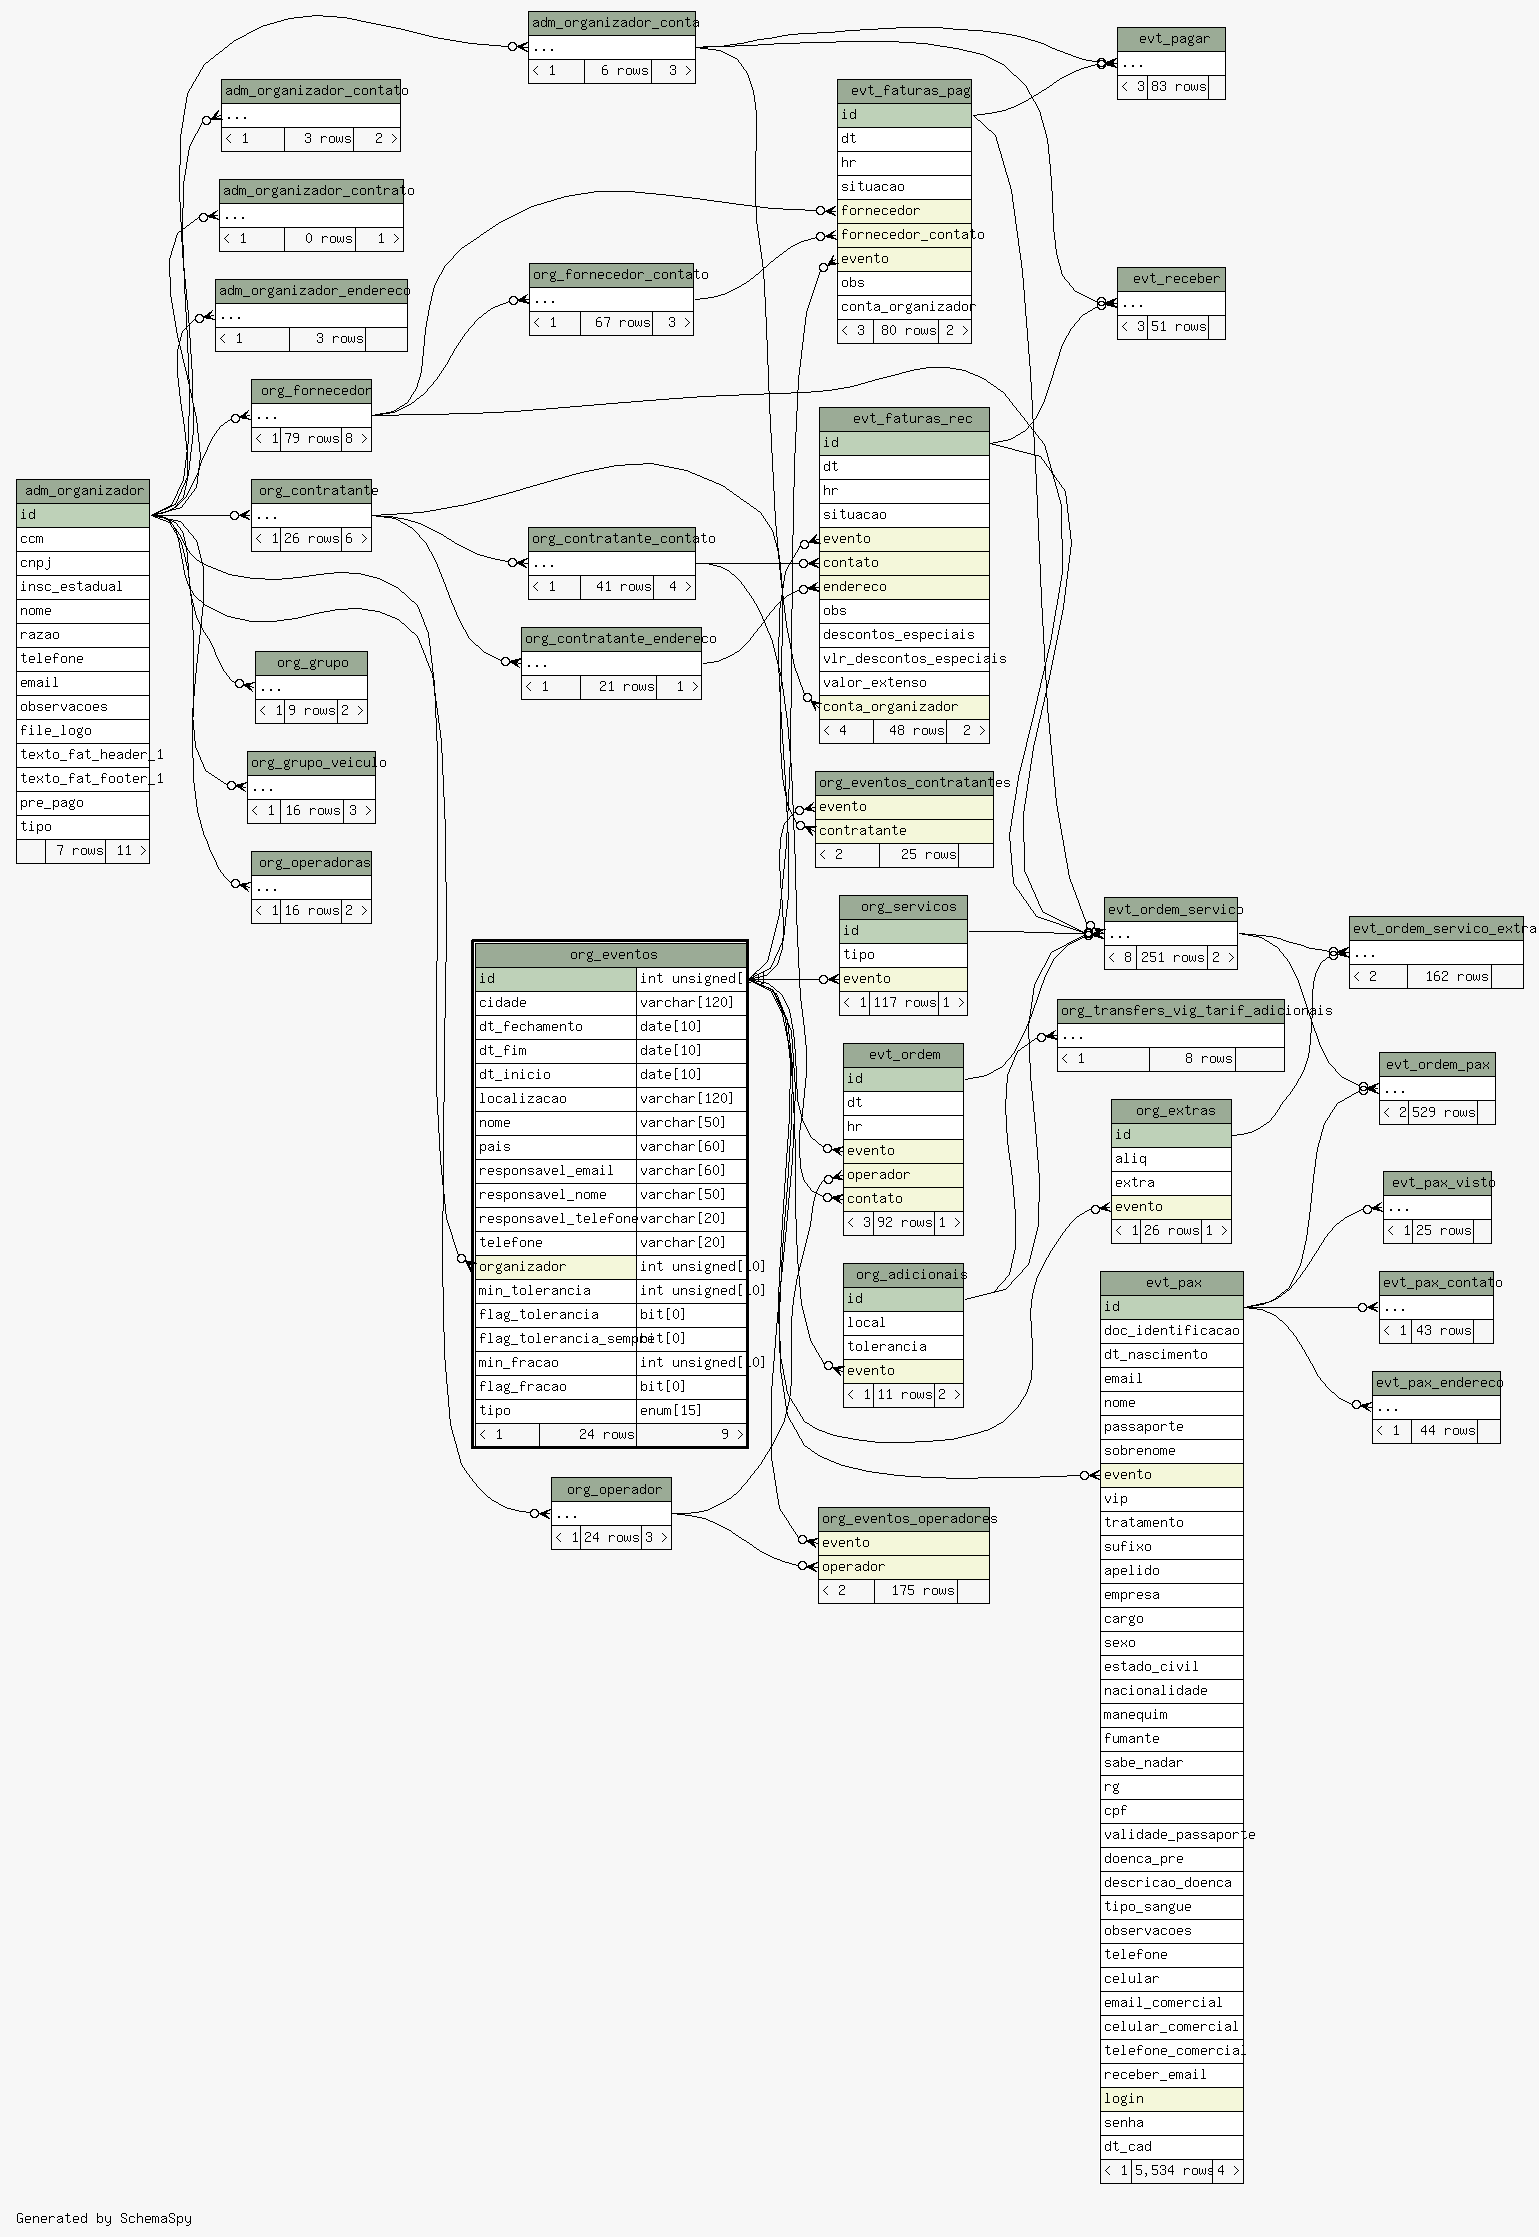 adm_organizador_conta
...
< 1 6 rows 3 >
evt_pagar
...
< 3 83 rows
adm_organizador_contato
...
< 1 3 rows 2 >
evt_faturas_pag
id
dt
hr
situacao
fornecedor
fornecedor_contato
evento
obs
conta_organizador
< 3 80 rows 2 >
adm_organizador_contrato
...
< 1 0 rows 1 >
org_fornecedor_contato
...
< 1 67 rows 3 >
evt_receber
...
< 3 51 rows
adm_organizador_endereco
...
< 1 3 rows
org_fornecedor
...
< 1 79 rows 8 >
evt_faturas_rec
id
dt
hr
situacao
evento
contato
endereco
obs
descontos_especiais
vlr_descontos_especiais
valor_extenso
conta_organizador
< 4 48 rows 2 >
adm_organizador
id
ccm
cnpj
insc_estadual
nome
razao
telefone
email
observacoes
file_logo
texto_fat_header_1
texto_fat_footer_1
pre_pago
tipo
7 rows 11 >
org_contratante
...
< 1 26 rows 6 >
org_contratante_contato
...
< 1 41 rows 4 >
org_contratante_endereco
...
< 1 21 rows 1 >
org_grupo
...
< 1 9 rows 2 >
org_grupo_veiculo
...
< 1 16 rows 3 >
org_operadoras
...
< 1 16 rows 2 >
org_eventos_contratantes
evento
contratante
< 2 25 rows
org_servicos
id
tipo
evento
< 1 117 rows 1 >
evt_ordem_servico
...
< 8 251 rows 2 >
evt_ordem_servico_extra
...
< 2 162 rows
org_eventos
id int unsigned[
cidade varchar[120]
dt_fechamento date[10]
dt_fim date[10]
dt_inicio date[10]
localizacao varchar[120]
nome varchar[50]
pais varchar[60]
responsavel_email varchar[60]
responsavel_nome varchar[50]
responsavel_telefone varchar[20]
telefone varchar[20]
organizador int unsigned[10]
min_tolerancia int unsigned[10]
flag_tolerancia bit[0]
flag_tolerancia_sempre bit[0]
min_fracao int unsigned[10]
flag_fracao bit[0]
tipo enum[15]
< 1 24 rows 9 >
org_transfers_vig_tarif_adicionais
...
< 1 8 rows
evt_ordem
id
dt
hr
evento
operador
contato
< 3 92 rows 1 >
evt_ordem_pax
...
< 2 529 rows
org_extras
id
aliq
extra
evento
< 1 26 rows 1 >
evt_pax_visto
...
< 1 25 rows
org_adicionais
id
local
tolerancia
evento
< 1 11 rows 2 >
evt_pax
id
doc_identificacao
dt_nascimento
email
nome
passaporte
sobrenome
evento
vip
tratamento
sufixo
apelido
empresa
cargo
sexo
estado_civil
nacionalidade
manequim
fumante
sabe_nadar
rg
cpf
validade_passaporte
doenca_pre
descricao_doenca
tipo_sangue
observacoes
telefone
celular
email_comercial
celular_comercial
telefone_comercial
receber_email
login
senha
dt_cad
< 1 5,534 rows 4 >
evt_pax_contato
...
< 1 43 rows
evt_pax_endereco
...
< 1 44 rows
org_operador
...
< 1 24 rows 3 >
org_eventos_operadores
evento
operador
< 2 175 rows
Generated by SchemaSpy